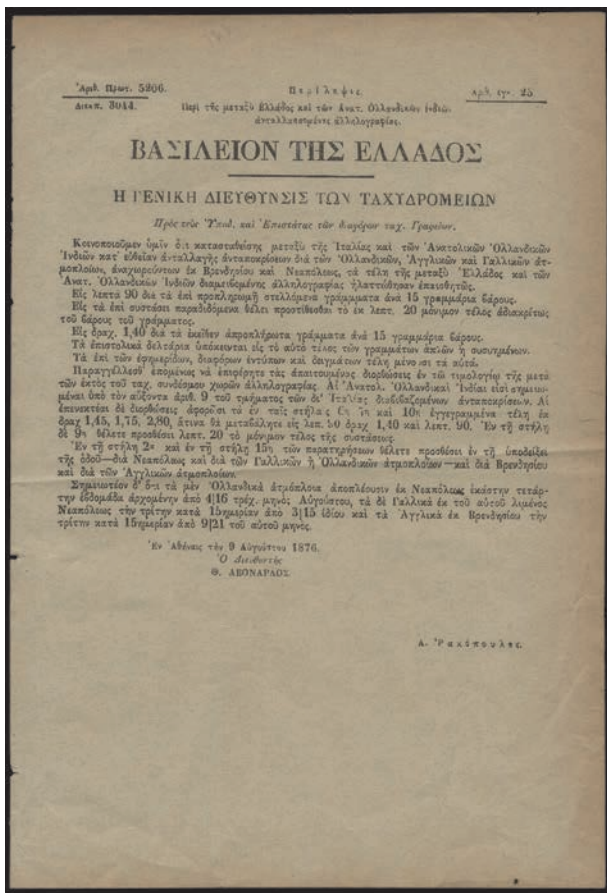 Ἀριθ. Πρωτ. 5206.
Διεκπ. 3044.
Περίληψις.
Περὶ τῆς μεταξὺ Ἑλλάδος καὶ τῶν Ἀνατ. Ὁλλανδικῶν Ἰνδιῶν
ἀνταλλασσομένης ἀλληλογραφίας.
Ἀριθ. ἐγκ. 25
ΒΑΣΙΛΕΙΟΝ ΤΗΣ ΕΛΛΑΔΟΣ
Η ΓΕΝΙΚΗ ΔΙΕΥΘΥΝΣΙΣ ΤΩΝ ΤΑΧΥΔΡΟΜΕΙΩΝ
Πρὸς τοὺς Ὑποδ. καὶ Ἐπιστάτας τῶν διαφόρων ταχ. Γραφείων.
Κοινοποιοῦμεν ὑμῖν ὅτι κατασταθείσης μεταξὺ τῆς Ἰταλίας καὶ τῶν Ἀνατολικῶν Ὁλλανδικῶν
Ἰνδιῶν κατ' εὐθεῖαν ἀνταλλαγῆς ἀνταποκρίσεων διὰ τῶν Ὁλλανδικῶν, Ἀγγλικῶν καὶ Γαλλικῶν ἀτ-
μοπλοίων, ἀναχωρούντων ἐκ Βρενδησίου καὶ Νεαπόλεως, τὰ τέλη τῆς μεταξὺ Ἑλλάδος καὶ τῶν
Ἀνατ. Ὁλλανδικῶν Ἰνδιῶν διαμειβομένης ἀλληλογραφίας ἠλαττώθησαν ἐπαισθητῶς.
Εἰς λεπτὰ 90 διὰ τὰ ἐπὶ προπληρωμῇ στελλόμενα γράμματα ἀνὰ 15 γραμμάρια βάρους.
Εἰς τὰ ἐπὶ συστάσει παραδιδόμενα θέλει προστίθεσθαι τὸ ἐκ λεπτ. 20 μόνιμον τέλος ἀδιακρίτως
τοῦ βάρους τοῦ γράμματος.
Εἰς δραχ. 1,40 διὰ τὰ ἐκεῖθεν ἀπροπλήρωτα γράμματα ἀνὰ 15 γραμμάρια βάρους.
Τὰ ἐπιστολικὰ δελτάρια ὑπόκεινται εἰς τὸ αὐτὸ τέλος τῶν γραμμάτων ἁπλῶν ἢ συστημένων.
Τὰ ἐπὶ τῶν ἐφημερίδων, διαφόρων ἐντύπων καὶ δειγμάτων τέλη μένουσι τὰ αὐτά.
Παραγγέλλεσθ' ἑπομένως νὰ ἐπιφέρητε τὰς ἀπαιτουμένας διορθώσεις ἐν τῷ τιμολογίῳ τῆς μετὰ
τῶν ἐκτὸς τοῦ ταχ. συνδέσμου χωρῶν ἀλληλογραφίας. Αἱ Ἀνατολ. Ὁλλανδικαὶ Ἰνδίαι εἰσὶ σημειω-
μέναι ὑπὸ τὸν αὔξοντα ἀριθ. 9 τοῦ τμήματος τῶν δι' Ἰταλίας διαβιβαζομένων ἀνταποκρίσεων. Αἱ
ἐπενεκτέαι δὲ διορθώσεις ἀφορῶσι τὰ ἐν ταῖς στήλαις 6η 7η καὶ 10η ἐγγεγραμμένα τέλη ἐκ
δραχ 1,45, 1,75, 2,80, ἅτινα θὰ μεταβάλητε εἰς λεπ. 90 δραχ 1,40 καὶ λεπτ. 90. Ἐν τῇ στήλῃ
δὲ 9η θέλετε προσθέσει λεπτ. 20 τὸ μόνιμον τέλος τῆς συστάσεως.
Ἐν τῇ στήλῃ 2α καὶ ἐν τῇ στήλῃ 15η τῶν παρατηρήσεων θέλετε προσθέσει ἐν τῇ ὑποδείξει
τῆς ὁδοῦ—διὰ Νεαπόλεως καὶ διὰ τῶν Γαλλικῶν ἢ Ὁλλανδικῶν ἀτμοπλοίων—καὶ διὰ Βρενδησίου
καὶ διὰ τῶν Ἀγγλικῶν ἀτμοπλοίων.
Σημειωτέον δ' ὅτι τὰ μὲν Ὁλλανδικὰ ἀτμόπλοια ἀποπλέουσιν ἐκ Νεαπόλεως ἑκάστην τετάρ-
την ἑβδομάδα ἀρχομένην ἀπὸ 4|16 τρέχ. μηνὸς Αὐγούστου, τὰ δὲ Γαλλικὰ ἐκ τοῦ αὐτοῦ λιμένος
Νεαπόλεως τὴν τρίτην κατὰ 15ημερίαν ἀπὸ 3|15 ἰδίου καὶ τὰ Ἀγγλικὰ ἐκ Βρενδησίου τὴν
τρίτην κατὰ 15ημερίαν ἀπὸ 9|21 τοῦ αὐτοῦ μηνός.
Ἐν Ἀθήναις τὴν 9 Αὐγούστου 1876.
Ὁ Διευθυντὴς
Θ. ΛΕΟΝΑΡΔΟΣ.
Α. Ῥακόπουλος.